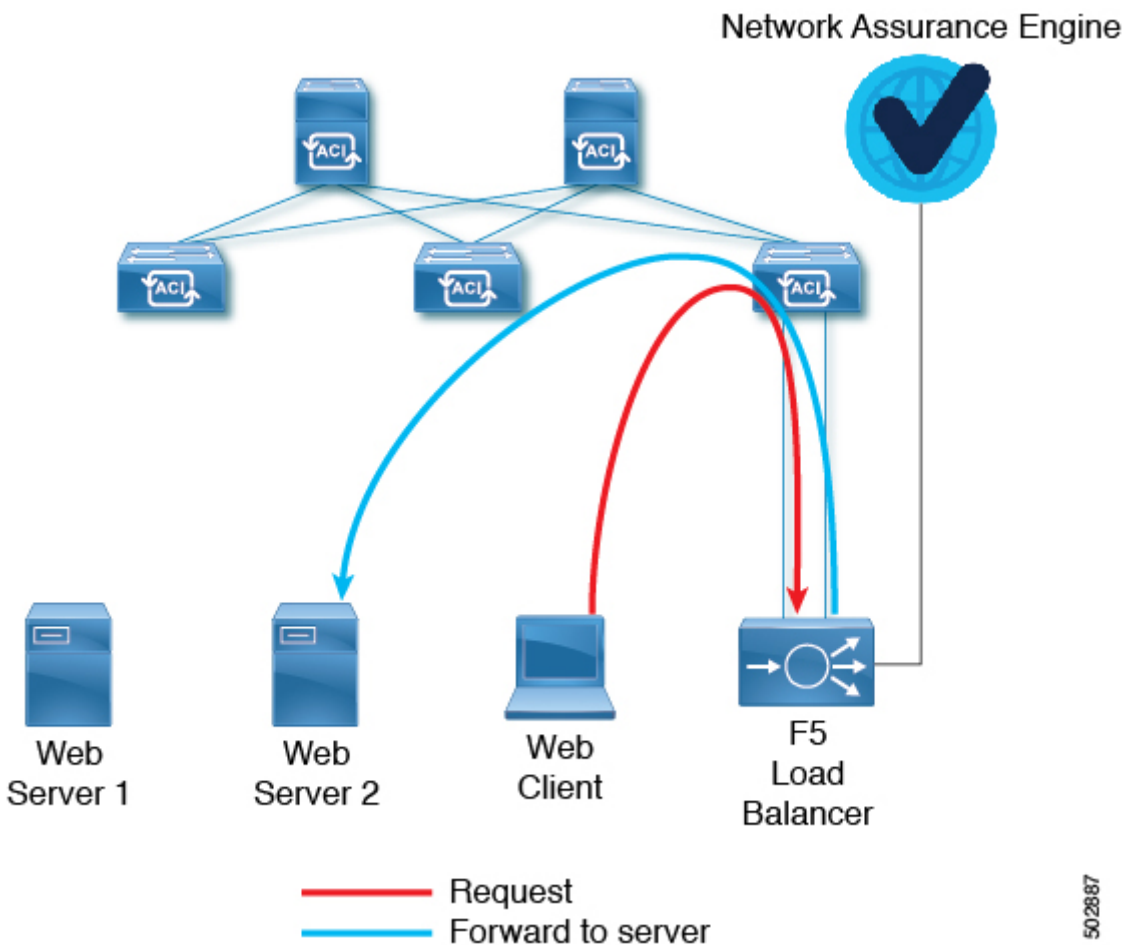 Network Assurance Engine
ACI
ACI
ACI
ACI
ACI
Web
Server 1
Web
Server 2
Web
Client
F5
Load
Balancer
Request
Forward to server
502887